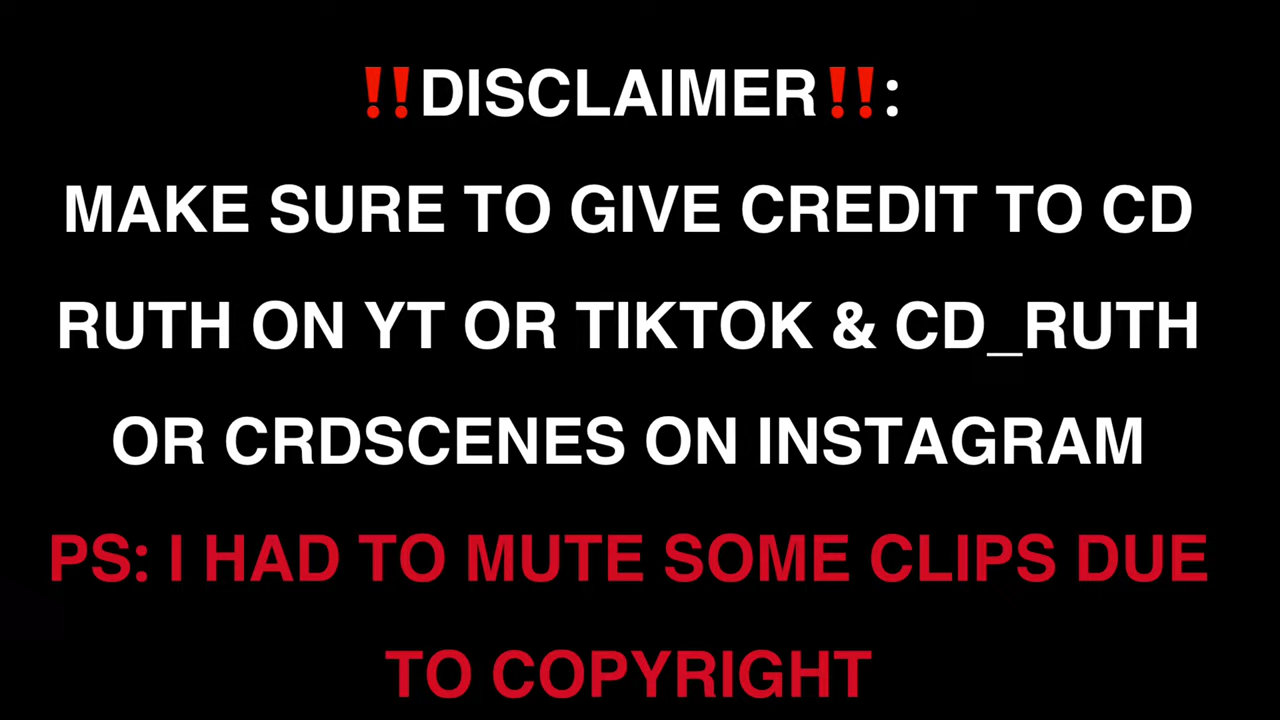 ‼️DISCLAIMER‼️:
MAKE SURE TO GIVE CREDIT TO CD
RUTH ON YT OR TIKTOK & CD_RUTH
OR CRDSCENES ON INSTAGRAM
PS: I HAD TO MUTE SOME CLIPS DUE
TO COPYRIGHT